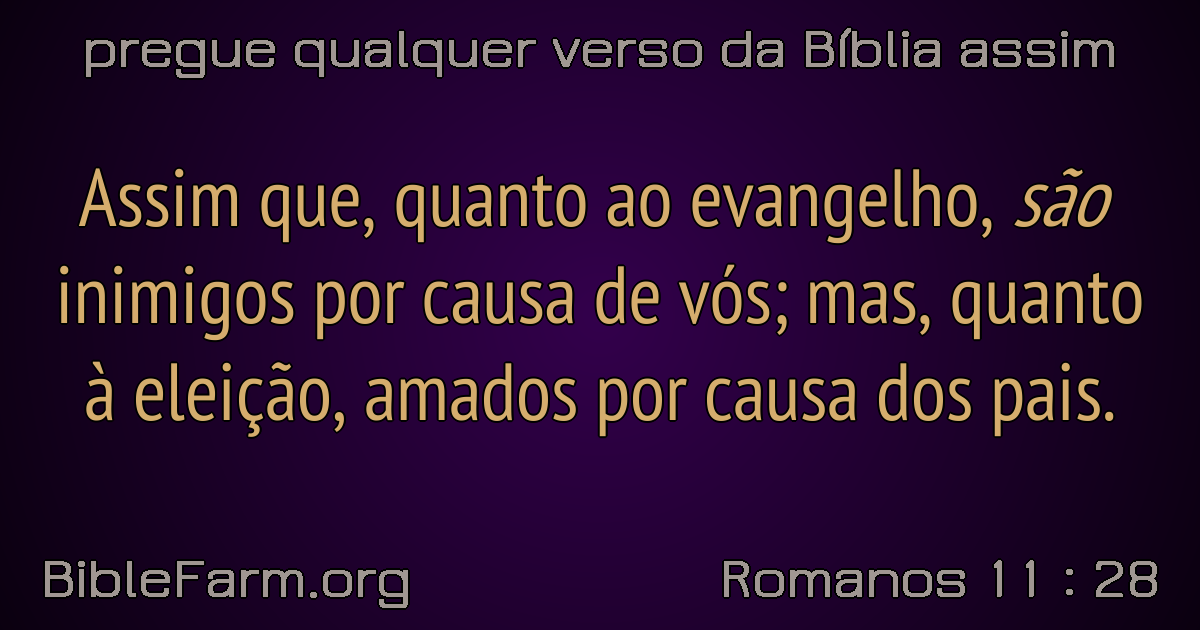 pregue qualquer verso da Bíblia assim
Assim que, quanto ao evangelho, são
inimigos por causa de vós; mas, quanto
à eleição, amados por causa dos pais.
BibleFarm.org
Romanos 11 : 28